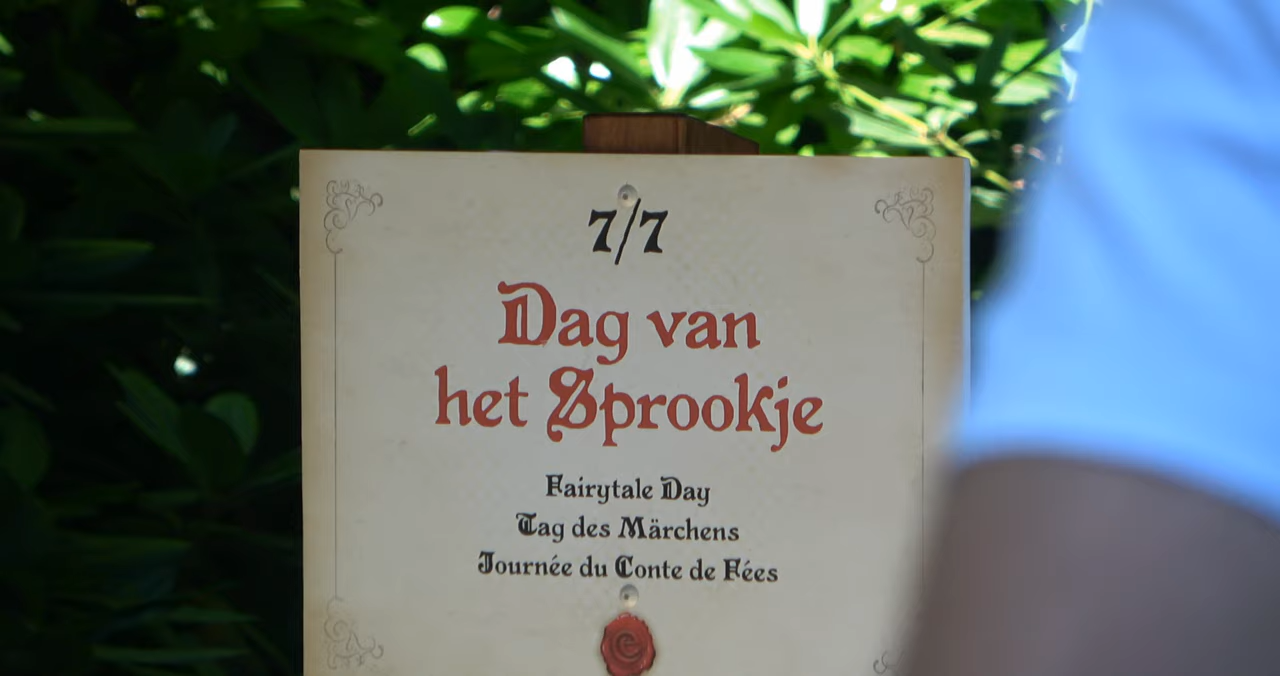 7/7
Dag van
het Sprookje
Fairytale Day
Tag des Märchens
Journée du Conte de Fées